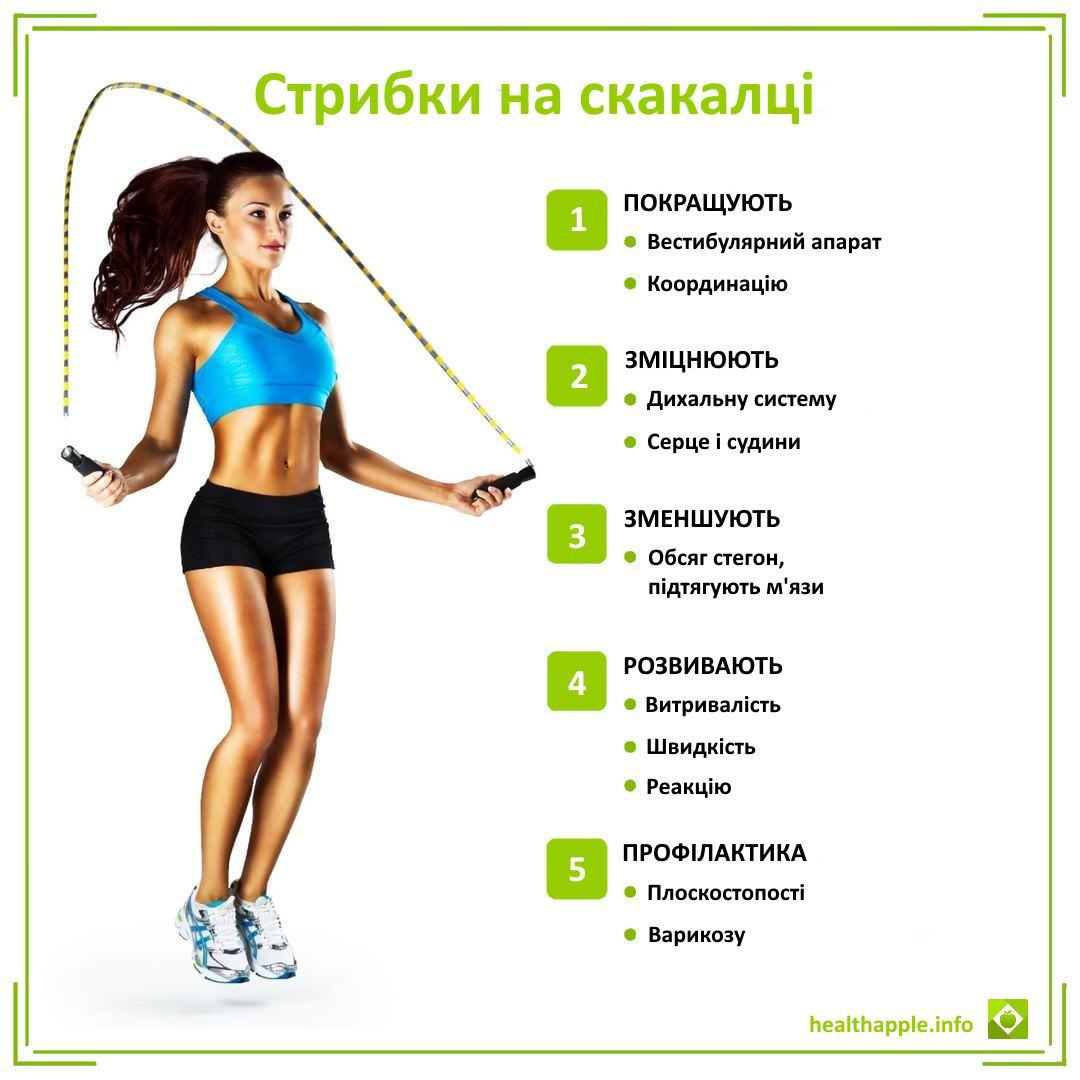 Стрибки на скакалці
1
ПОКРАЩУЮТЬ
Вестибулярний апарат
Координацію
2
ЗМІЦНЮЮТЬ
Дихальну систему
Серце і судини
3
ЗМЕНШУЮТЬ
Обсяг стегон,
підтягують м'язи
4
РОЗВИВАЮТЬ
Витривалість
Швидкість
Реакцію
5
ПРОФІЛАКТИКА
Плоскостопості
Варикозу
healthapple.info